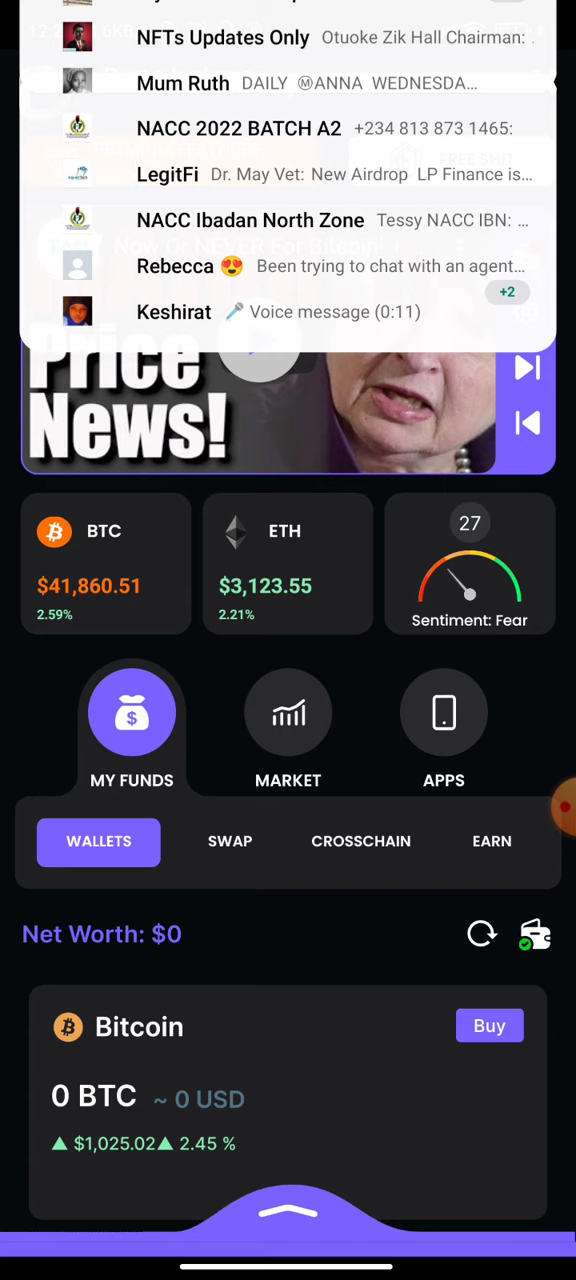 NFTs Updates Only Otuoke Zik Hall Chairman: .
Mum Ruth DAILY ⓂANNA WEDNESDA…
NACC 2022 BATCH A2 +234 813 873 1465:
LegitFi Dr. May Vet: New Airdrop LP Finance is…
NACC Ibadan North Zone Tessy NACC IBN: …
Rebecca 😍 Been trying to chat with an agent…
+2
Keshirat 🎤 Voice message (0:11)
Price
News!
BTC
$41,860.51
2.59%
ETH
$3,123.55
2.21%
27
Sentiment: Fear
MY FUNDS
MARKET
APPS
WALLETS
SWAP
CROSSCHAIN
EARN
Net Worth: $0
Bitcoin
Buy
0 BTC ~ 0 USD
▲ $1,025.02▲ 2.45 %